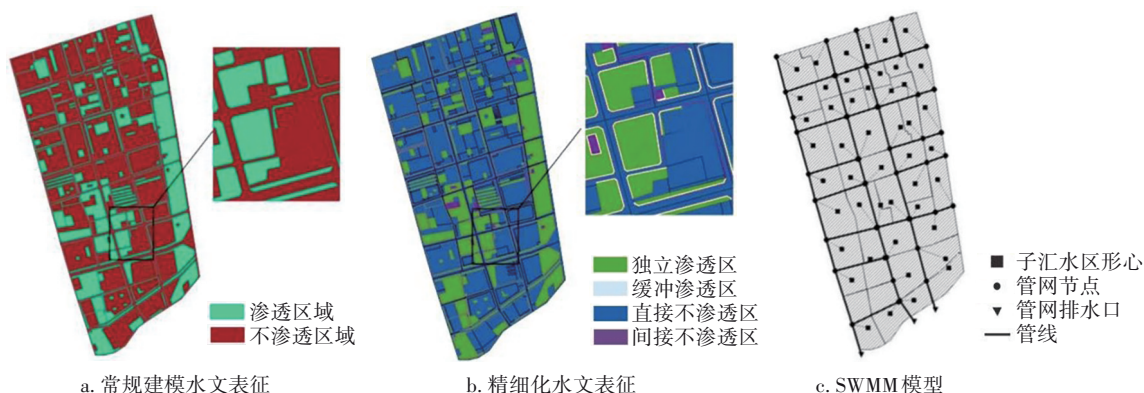 渗透区域
不渗透区域
a. 常规建模水文表征
独立渗透区
缓冲渗透区
直接不渗透区
间接不渗透区
b. 精细化水文表征
子汇水区形心
管网节点
管网排水口
管线
c. SWMM模型